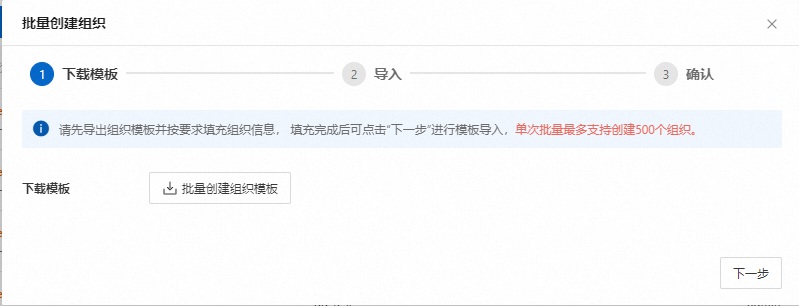 批量创建组织
1 下载模板 2 导入 3 确认
请先导出组织模板并按要求填充组织信息， 填充完成后可点击“下一步”进行模板导入，单次批量最多支持创建500个组织。
下载模板 批量创建组织模板
下一步